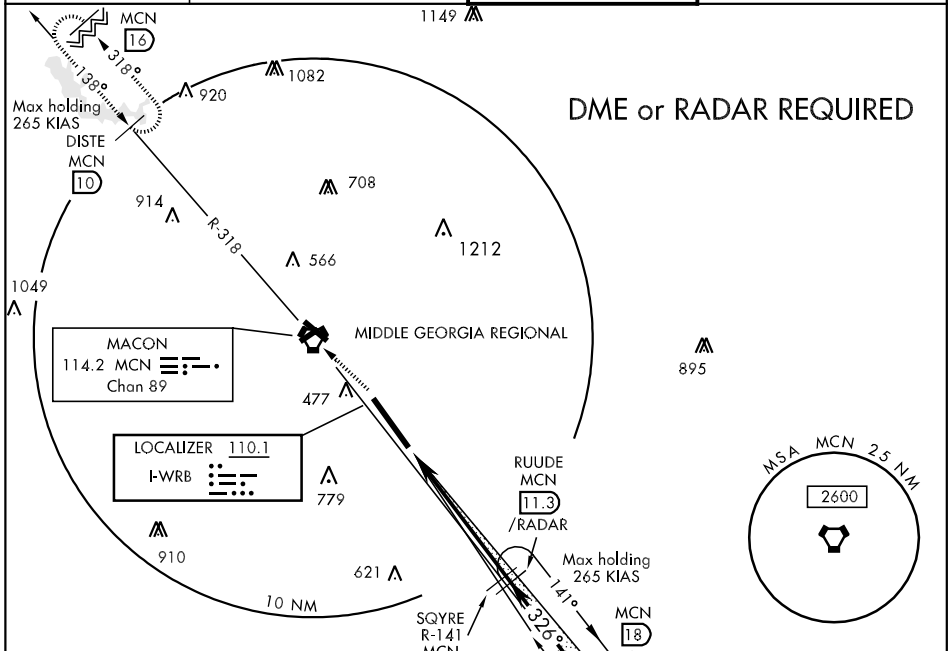 1149
MCN
16
318°
138°
1082
920
DME or RADAR REQUIRED
Max holding
265 KIAS
DISTE
MCN
10
708
914
R-318
1212
566
1049
MIDDLE GEORGIA REGIONAL
MACON
114.2 MCN
Chan 89
895
477
LOCALIZER 110.1
I-WRB
MSA MCN 25 NM
2600
RUUDE
MCN
11.3
/RADAR
779
910
Max holding
265 KIAS
621
141°
10 NM
SQYRE
R-141
MCN
326°
MCN
18